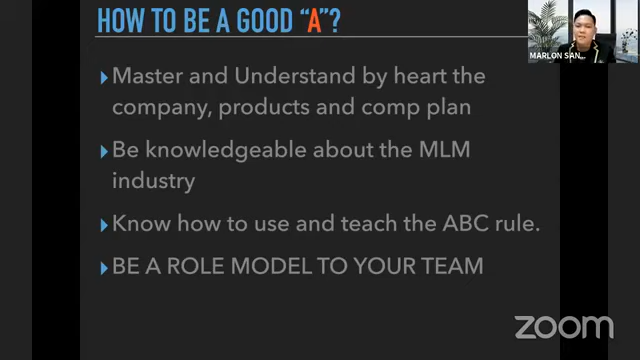 HOW TO BE A GOOD “A”?
Master and Understand by heart the
company, products and comp plan
Be knowledgeable about the MLM
industry
Know how to use and teach the ABC rule.
BE A ROLE MODEL TO YOUR TEAM
MARLON SAN...
zoom